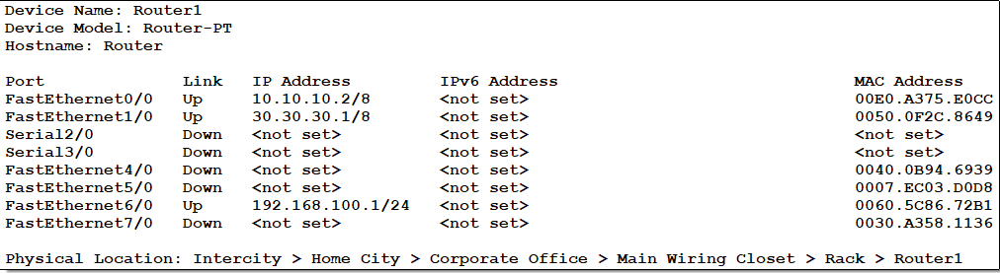 Device Name: Router1
Device Model: Router-PT
Hostname: Router
Port Link IP Address IPv6 Address MAC Address
FastEthernet0/0 Up 10.10.10.2/8 <not set> 00E0.A375.E0CC
FastEthernet1/0 Up 30.30.30.1/8 <not set> 0050.0F2C.8649
Serial2/0 Down <not set> <not set> <not set>
Serial3/0 Down <not set> <not set> <not set>
FastEthernet4/0 Down <not set> <not set> 0040.0B94.6939
FastEthernet5/0 Down <not set> <not set> 0007.EC03.D0D8
FastEthernet6/0 Up 192.168.100.1/24 <not set> 0060.5C86.72B1
FastEthernet7/0 Down <not set> <not set> 0030.A358.1136
Physical Location: Intercity > Home City > Corporate Office > Main Wiring Closet > Rack > Router1